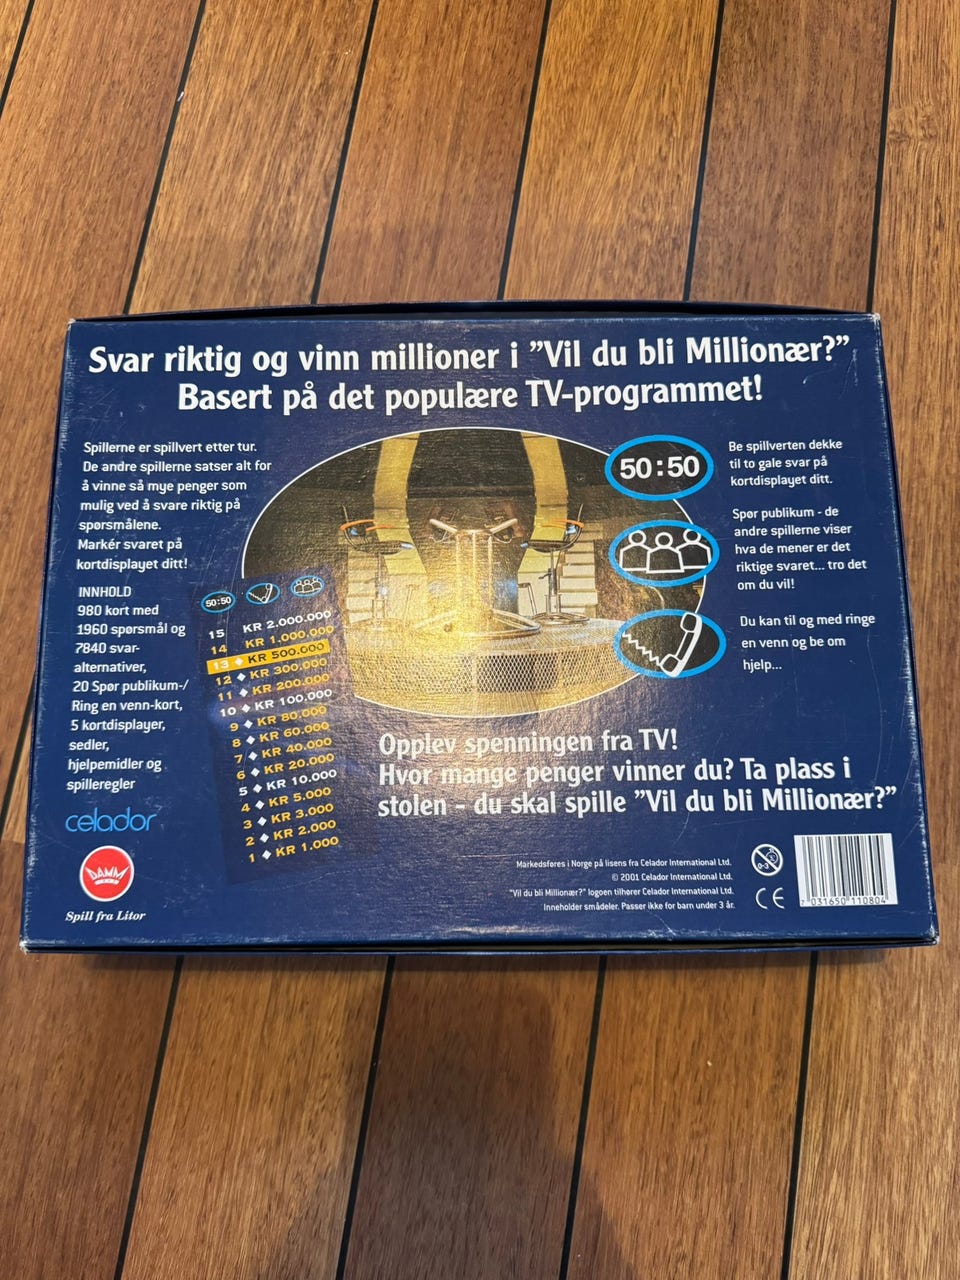 Svar riktig og vinn millioner i "Vil du bli Millionær?"
Basert på det populære TV-programmet!
Spillerne er spillvert etter tur.
De andre spillerne satser alt for
å vinne så mye penger som
mulig ved å svare riktig på
spørsmålene.
Markér svaret på
kortdisplayet ditt!
INNHOLD
980 kort med
1960 spørsmål og
7840 svar-
alternativer,
20 Spør publikum-/
Ring en venn-kort,
5 kortdisplayer,
sedler,
hjelpemidler og
spilleregler
celador
DAMM
Spill fra Litor
50:50
15 KR 2.000.000
14 KR 1.000.000
13 ◆ KR 500.000
12 ◆ KR 300.000
11 ◆ KR 200.000
10 ◆ KR 100.000
9 ◆ KR 80.000
8 ◆ KR 60.000
7 ◆ KR 40.000
6 ◆ KR 20.000
5 ◆ KR 10.000
4 ◆ KR 5.000
3 ◆ KR 3.000
2 ◆ KR 2.000
1 ◆ KR 1.000
50:50
Be spillverten dekke
til to gale svar på
kortdisplayet ditt.
Spør publikum - de
andre spillerne viser
hva de mener er det
riktige svaret... tro det
om du vil!
Du kan til og med ringe
en venn og be om
hjelp...
Opplev spenningen fra TV!
Hvor mange penger vinner du? Ta plass i
stolen - du skal spille "Vil du bli Millionær?"
Markedsføres i Norge på lisens fra Celador International Ltd.
© 2001 Celador International Ltd.
"Vil du bli Millionær?" logoen tilhører Celador International Ltd.
Inneholder smådeler. Passer ikke for barn under 3 år.
0-3
CE
7 031650 110804